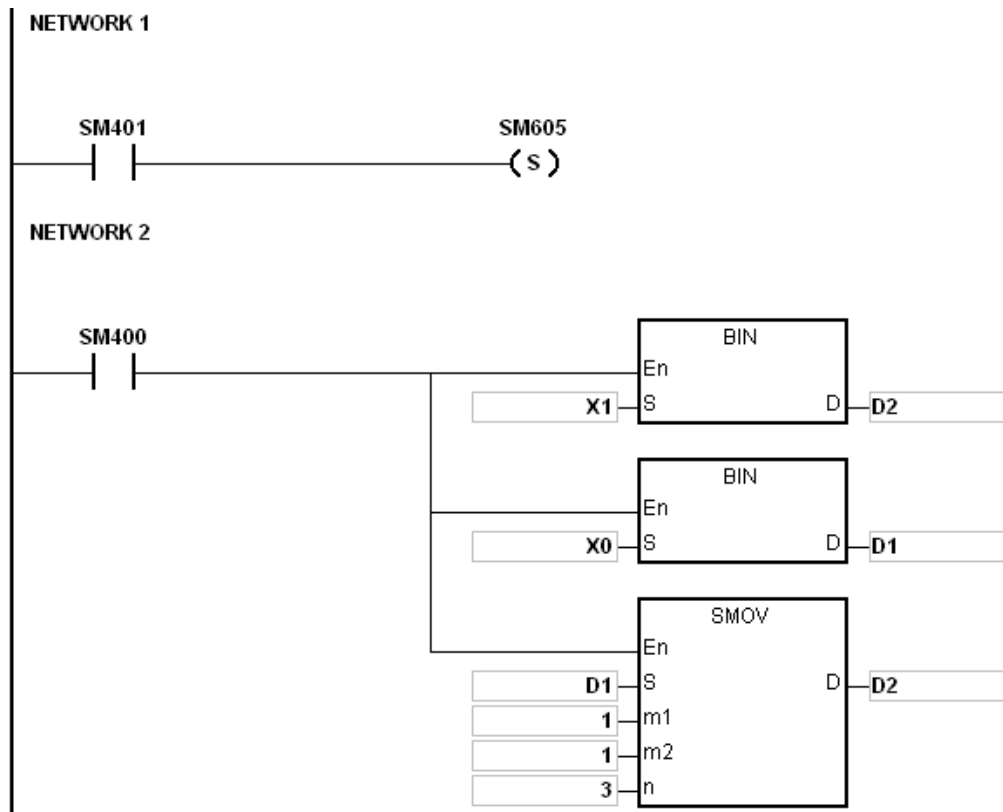 NETWORK 1
SM401 SM605
( S )
NETWORK 2
SM400
BIN
En
X1 S D D2
BIN
En
X0 S D D1
SMOV
En
D1 S D D2
1 m1
1 m2
3 n